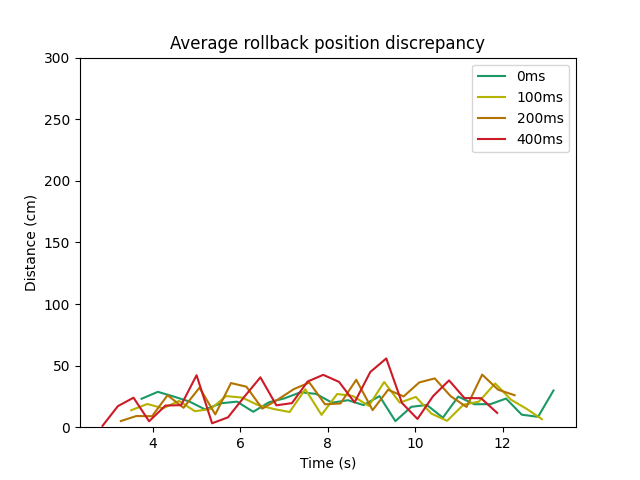 Average rollback position discrepancy
300
250
200
150
100
50
0
Distance (cm)
0ms
100ms
200ms
400ms
4
6
8
10
12
Time (s)